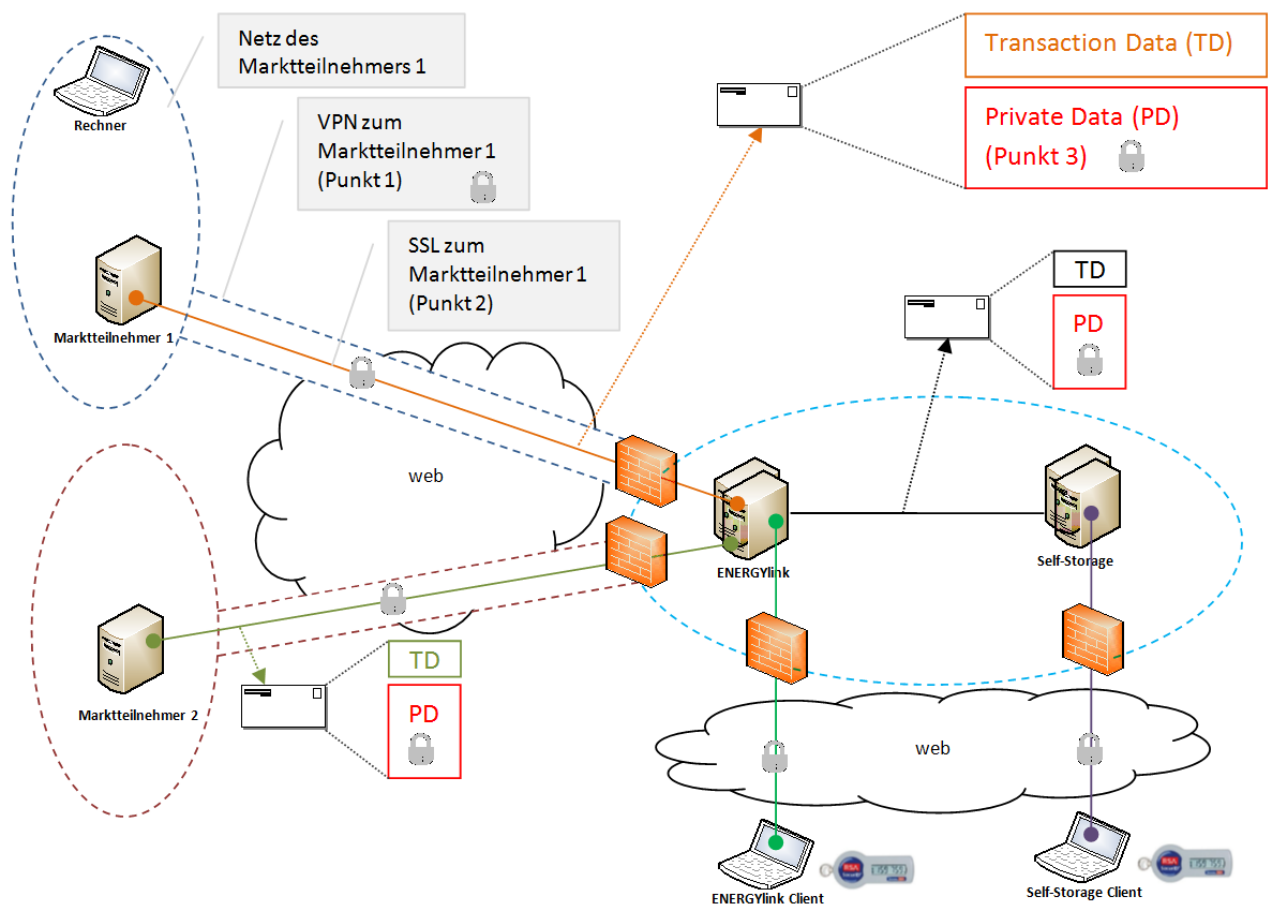 Netz des
Marktteilnehmers 1
Rechner
VPN zum
Marktteilnehmer 1
(Punkt 1)
SSL zum
Marktteilnehmer 1
(Punkt 2)
Transaction Data (TD)
Private Data (PD)
(Punkt 3)
Marktteilnehmer 1
TD
PD
web
ENERGYlink
Self-Storage
Marktteilnehmer 2
TD
PD
web
ENERGYlink Client
RSA
Self-Storage Client
RSA